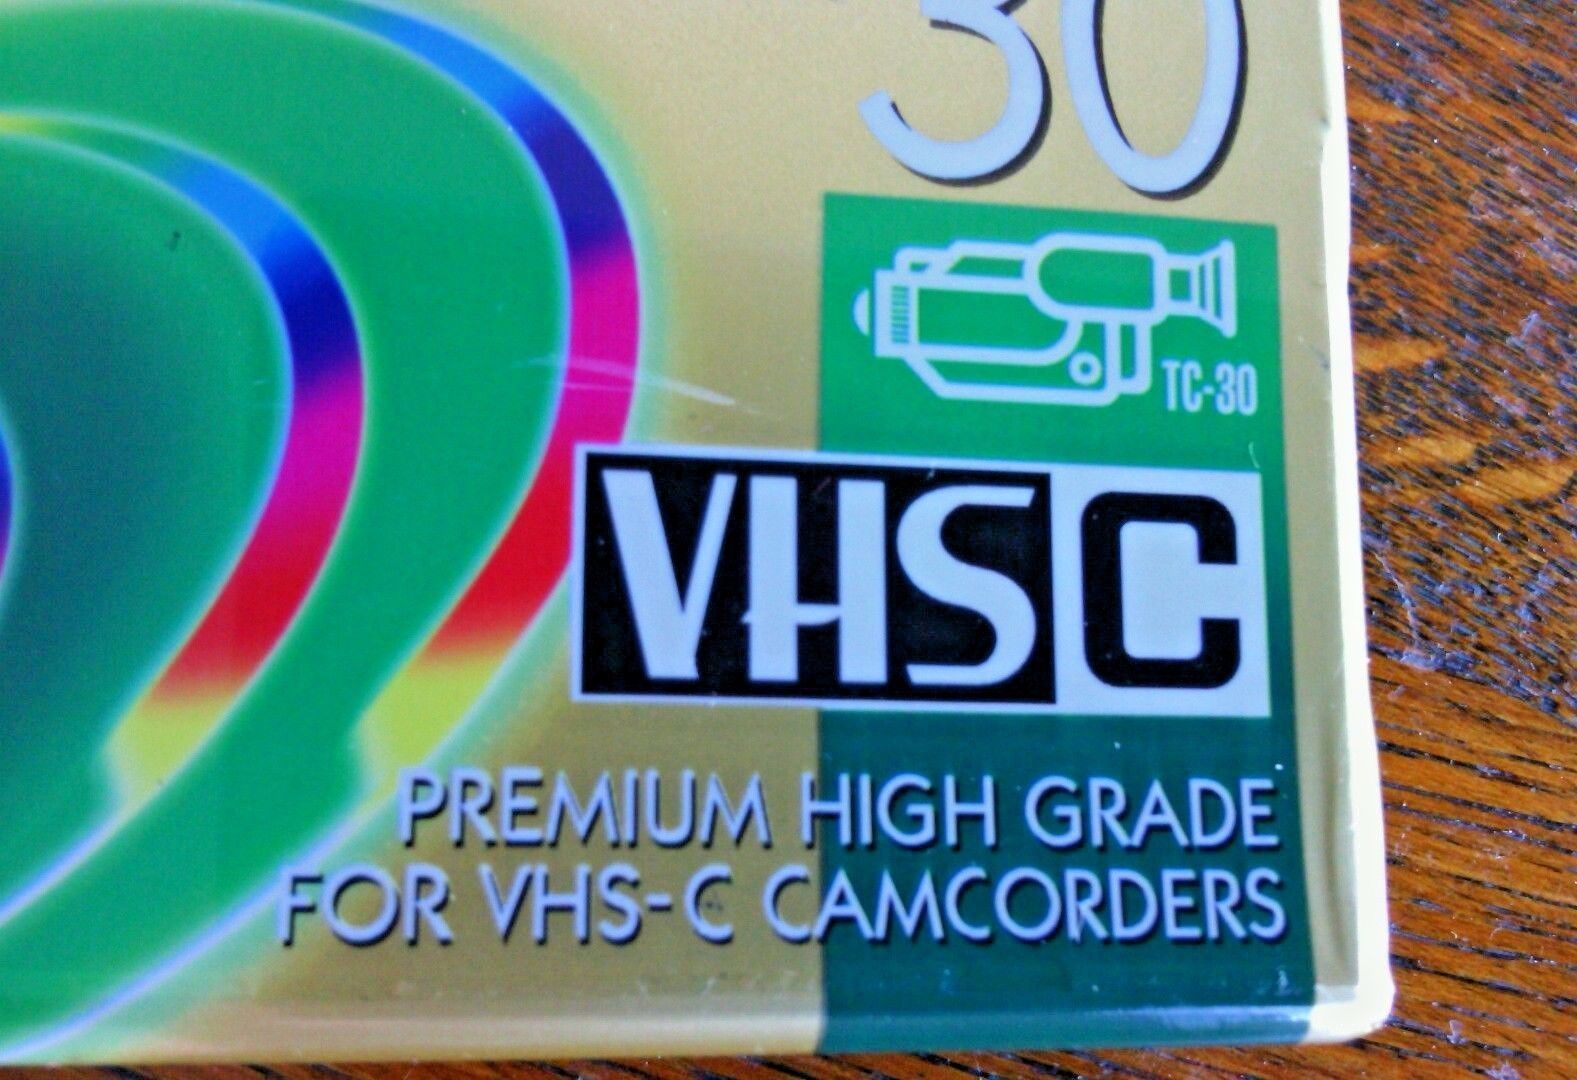 30
TC-30
VHSC
PREMIUM HIGH GRADE
FOR VHS-C CAMCORDERS